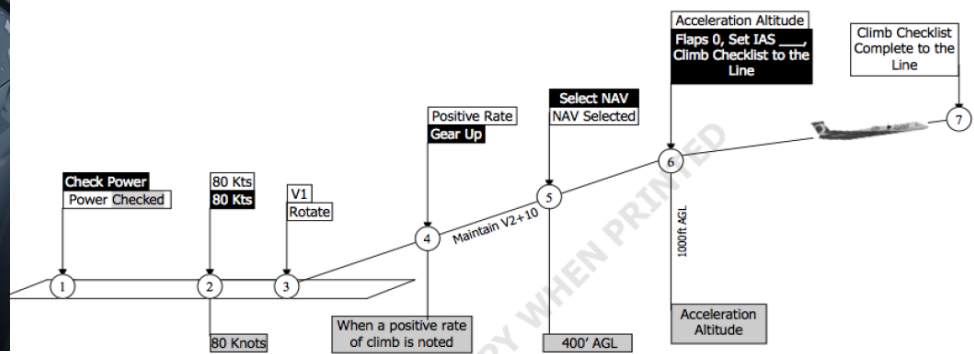 Check Power
Power Checked
1
80 Kts
80 Kts
2
80 Knots
V1
Rotate
3
Positive Rate
Gear Up
4
When a positive rate
of climb is noted
Maintain V2+10
Select NAV
NAV Selected
5
400' AGL
Acceleration Altitude
Flaps 0, Set IAS ___,
Climb Checklist to the
Line
6
1000ft AGL
Acceleration
Altitude
Climb Checklist
Complete to the
Line
7
PY WHEN PRINTED